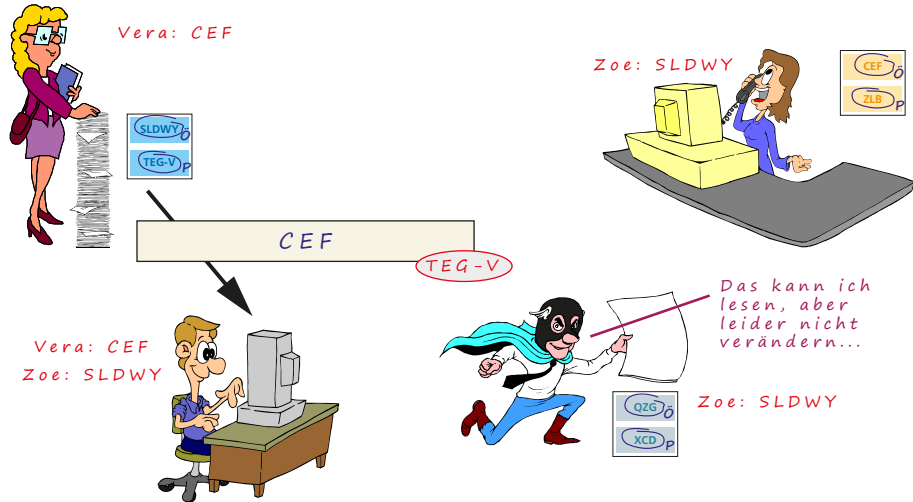 Vera: CEF
SLDWY Ö
TEG-V P
Zoe: SLDWY
CEF Ö
ZLB P
CEF
TEG-V
Das kann ich
lesen, aber
leider nicht
verändern...
Vera: CEF
Zoe: SLDWY
QZG Ö
XCD P
Zoe: SLDWY